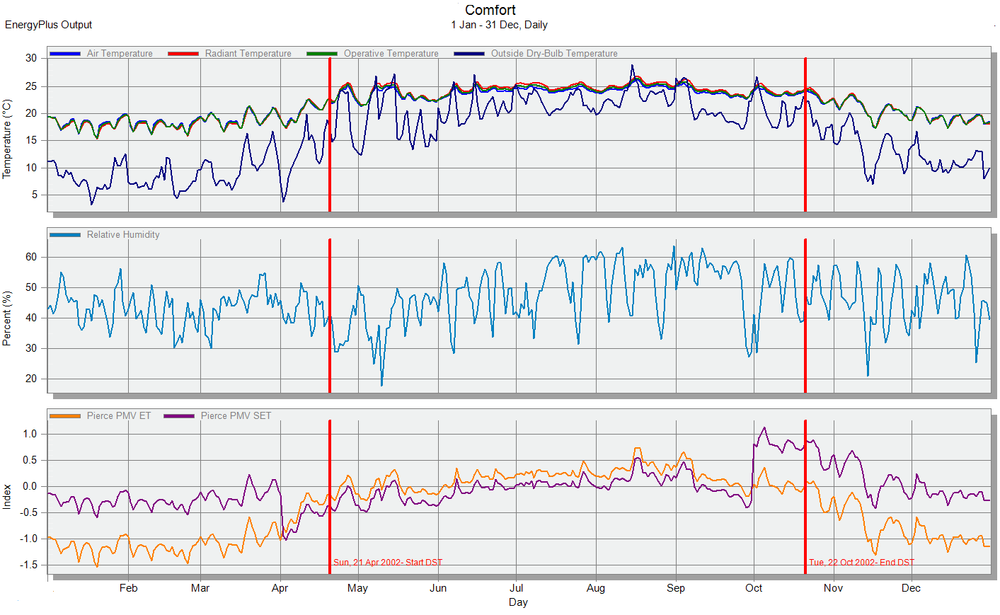 Comfort
EnergyPlus Output
1 Jan - 31 Dec, Daily
Air Temperature Radiant Temperature Operative Temperature Outside Dry-Bulb Temperature
Temperature (°C)
30
25
20
15
10
5
Relative Humidity
Percent (%)
60
50
40
30
20
Pierce PMV ET Pierce PMV SET
Index
1.0
0.5
0.0
-0.5
-1.0
-1.5
Sun, 21 Apr 2002- Start DST
Tue, 22 Oct 2002- End DST
Feb Mar Apr May Jun Jul Aug Sep Oct Nov Dec
Day